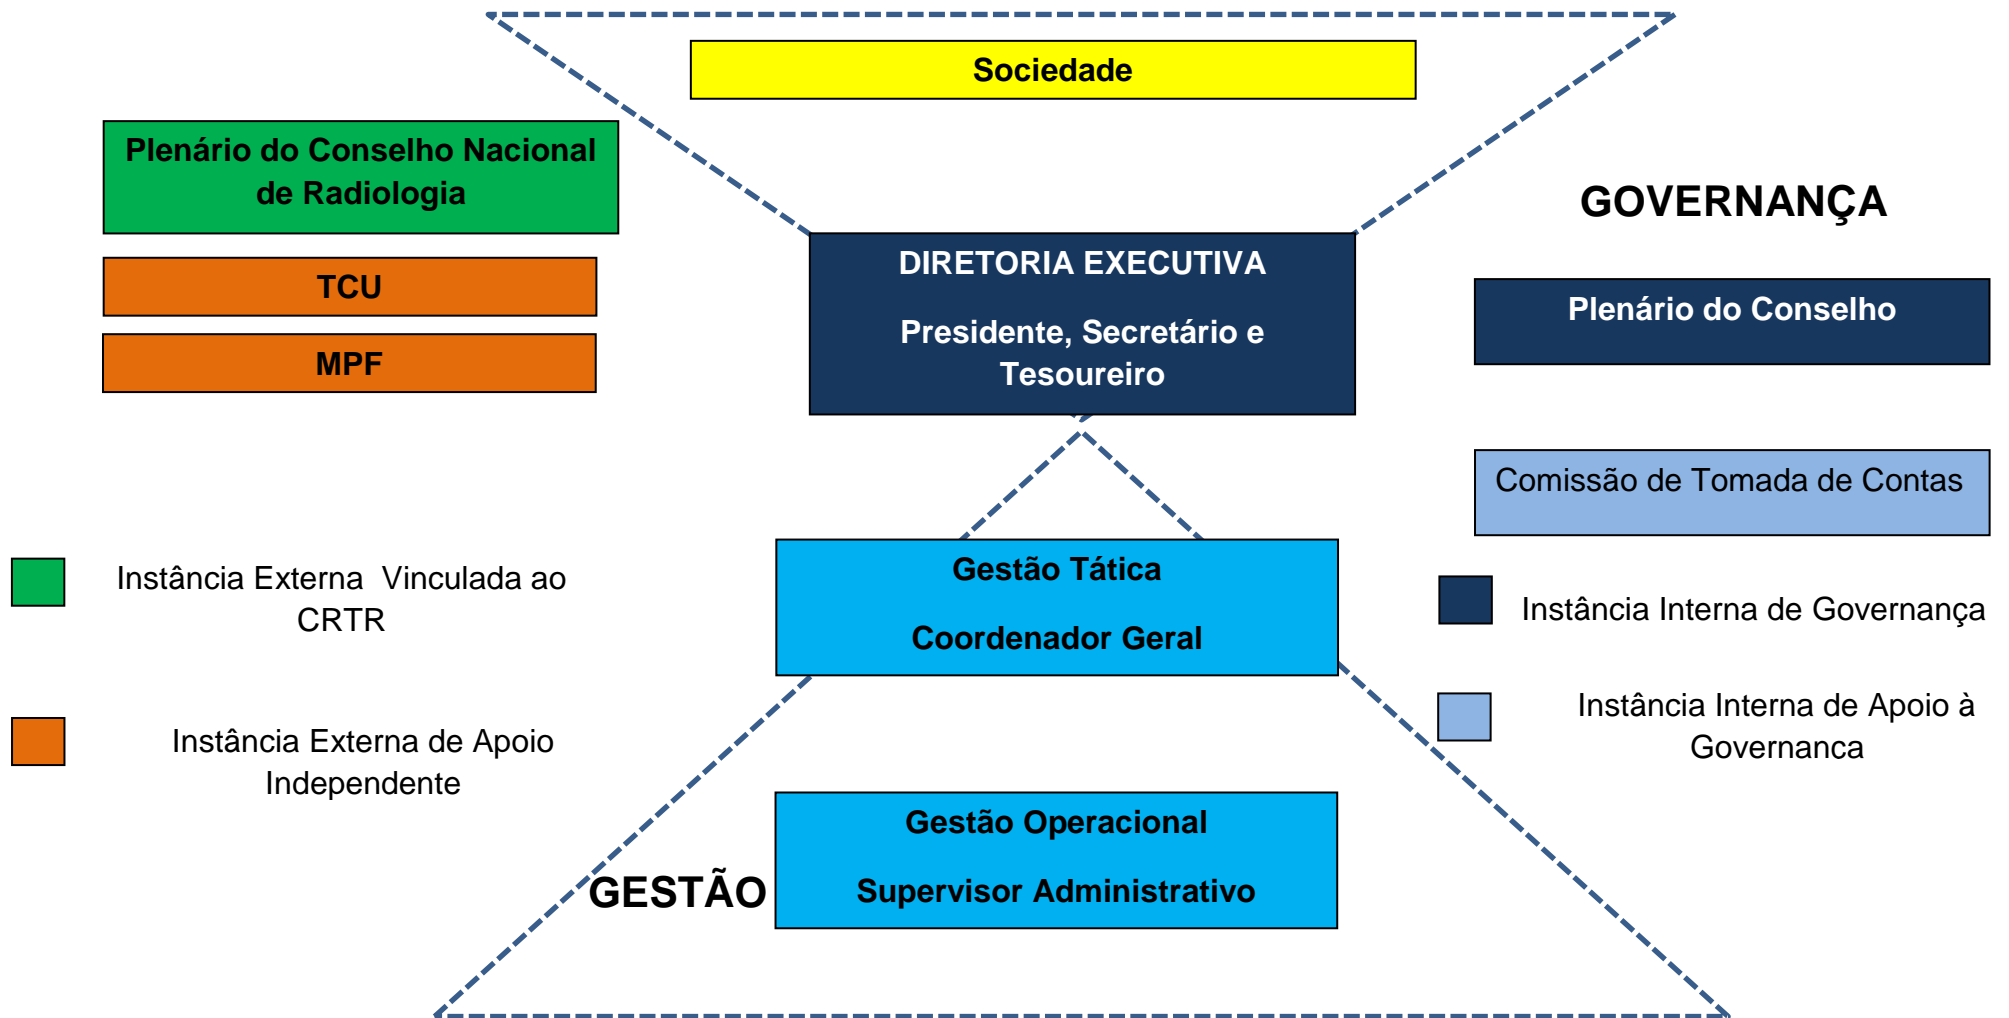 Sociedade
Plenário do Conselho Nacional
de Radiologia
TCU
MPF
DIRETORIA EXECUTIVA
Presidente, Secretário e
Tesoureiro
GOVERNANÇA
Plenário do Conselho
Comissão de Tomada de Contas
Instância Externa Vinculada ao
CRTR
Instância Externa de Apoio
Independente
Gestão Tática
Coordenador Geral
Instância Interna de Governança
Instância Interna de Apoio à
Governanca
GESTÃO
Gestão Operacional
Supervisor Administrativo